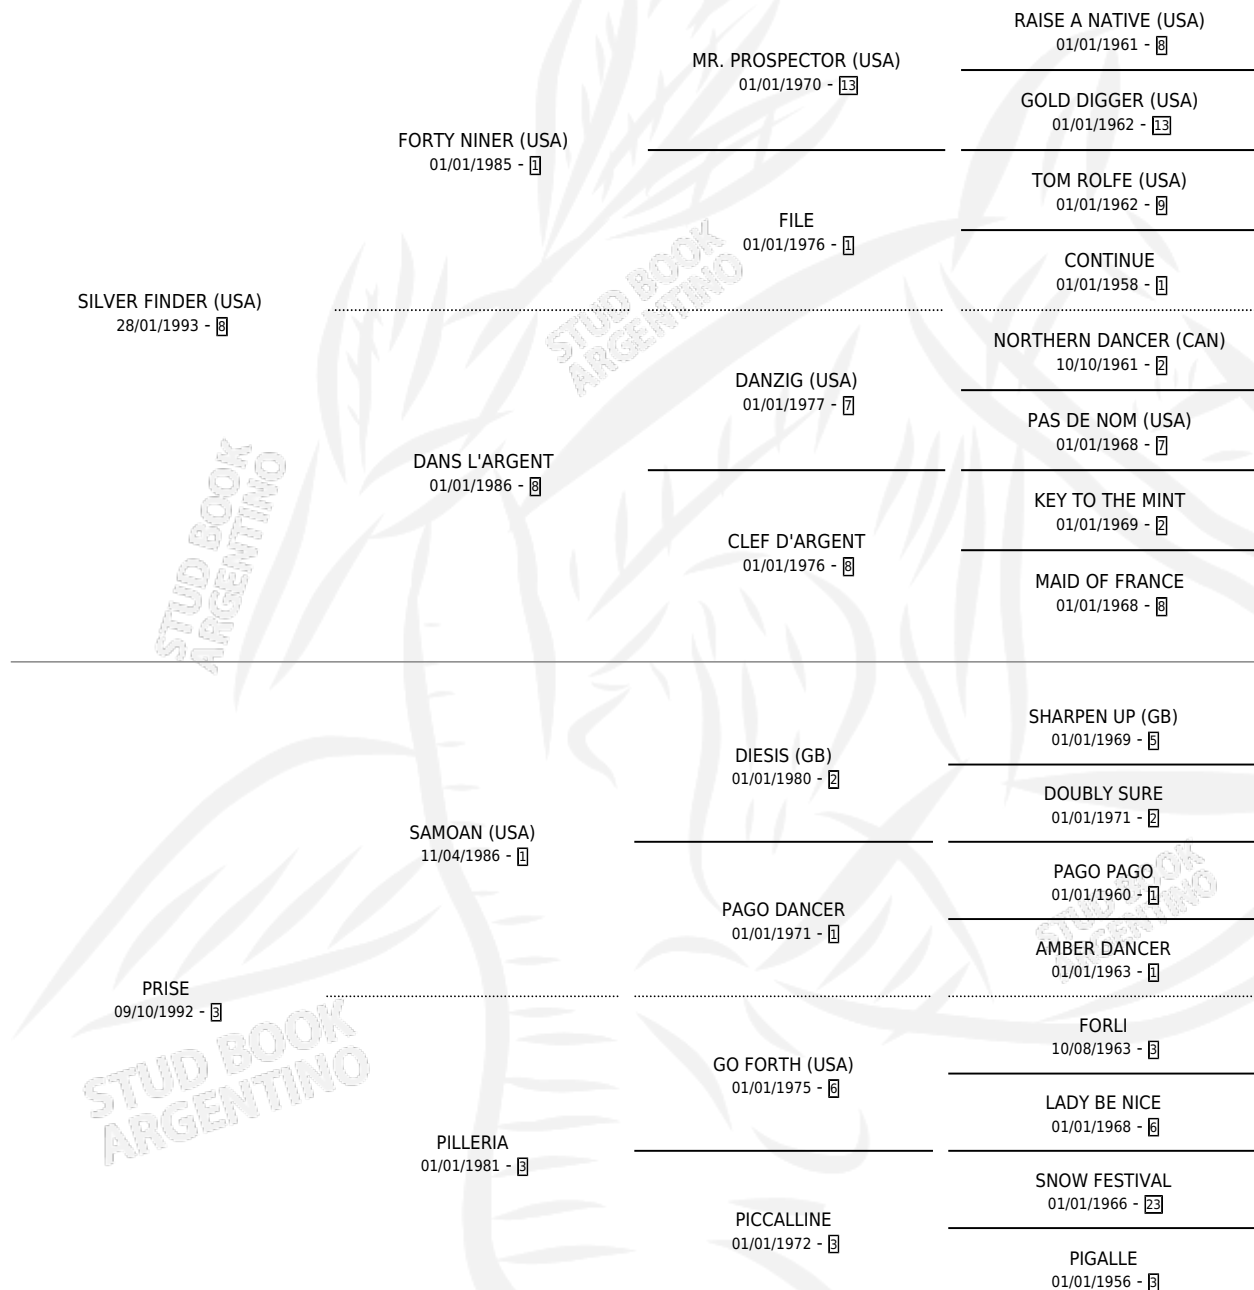 RAISE A NATIVE (USA)
01/01/1961 - 8
MR. PROSPECTOR (USA)
01/01/1970 - 13
GOLD DIGGER (USA)
01/01/1962 - 13
FORTY NINER (USA)
01/01/1985 - 1
TOM ROLFE (USA)
01/01/1962 - 9
FILE
01/01/1976 - 1
CONTINUE
01/01/1958 - 1
SILVER FINDER (USA)
28/01/1993 - 8
NORTHERN DANCER (CAN)
10/10/1961 - 2
DANZIG (USA)
01/01/1977 - 7
PAS DE NOM (USA)
01/01/1968 - 7
DANS L'ARGENT
01/01/1986 - 8
KEY TO THE MINT
01/01/1969 - 2
CLEF D'ARGENT
01/01/1976 - 8
MAID OF FRANCE
01/01/1968 - 8
SHARPEN UP (GB)
01/01/1969 - 5
DIESIS (GB)
01/01/1980 - 2
DOUBLY SURE
01/01/1971 - 2
SAMOAN (USA)
11/04/1986 - 1
PAGO PAGO
01/01/1960 - 1
PAGO DANCER
01/01/1971 - 1
AMBER DANCER
01/01/1963 - 1
PRISE
09/10/1992 - 3
FORLI
10/08/1963 - 3
GO FORTH (USA)
01/01/1975 - 6
LADY BE NICE
01/01/1968 - 6
PILLERIA
01/01/1981 - 3
SNOW FESTIVAL
01/01/1966 - 23
PICCALLINE
01/01/1972 - 3
PIGALLE
01/01/1956 - 3
STUD BOOK
ARGENTINO
STUD BOOK
ARGENTINO
STUD BOOK
ARGENTINO
STUD BOOK
ARGENTINO